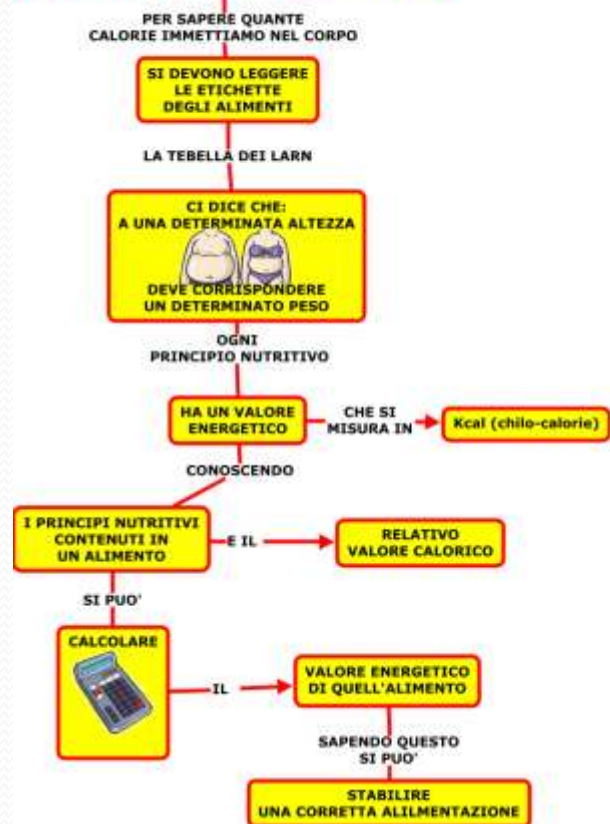 PER SAPERE QUANTE
CALORIE IMMETTIAMO NEL CORPO
SI DEVONO LEGGERE
LE ETICHETTE
DEGLI ALIMENTI
LA TEBELLA DEI LARN
CI DICE CHE:
A UNA DETERMINATA ALTEZZA
DEVE CORRISPONDERE
UN DETERMINATO PESO
OGNI
PRINCIPIO NUTRITIVO
HA UN VALORE
ENERGETICO
CHE SI
MISURA IN
Kcal (chilo-calorie)
CONOSCENDO
I PRINCIPI NUTRITIVI
CONTENUTI IN
UN ALIMENTO
E IL
RELATIVO
VALORE CALORICO
SI PUO'
CALCOLARE
IL
VALORE ENERGETICO
DI QUELL'ALIMENTO
SAPENDO QUESTO
SI PUO'
STABILIRE
UNA CORRETTA ALILMENTAZIONE